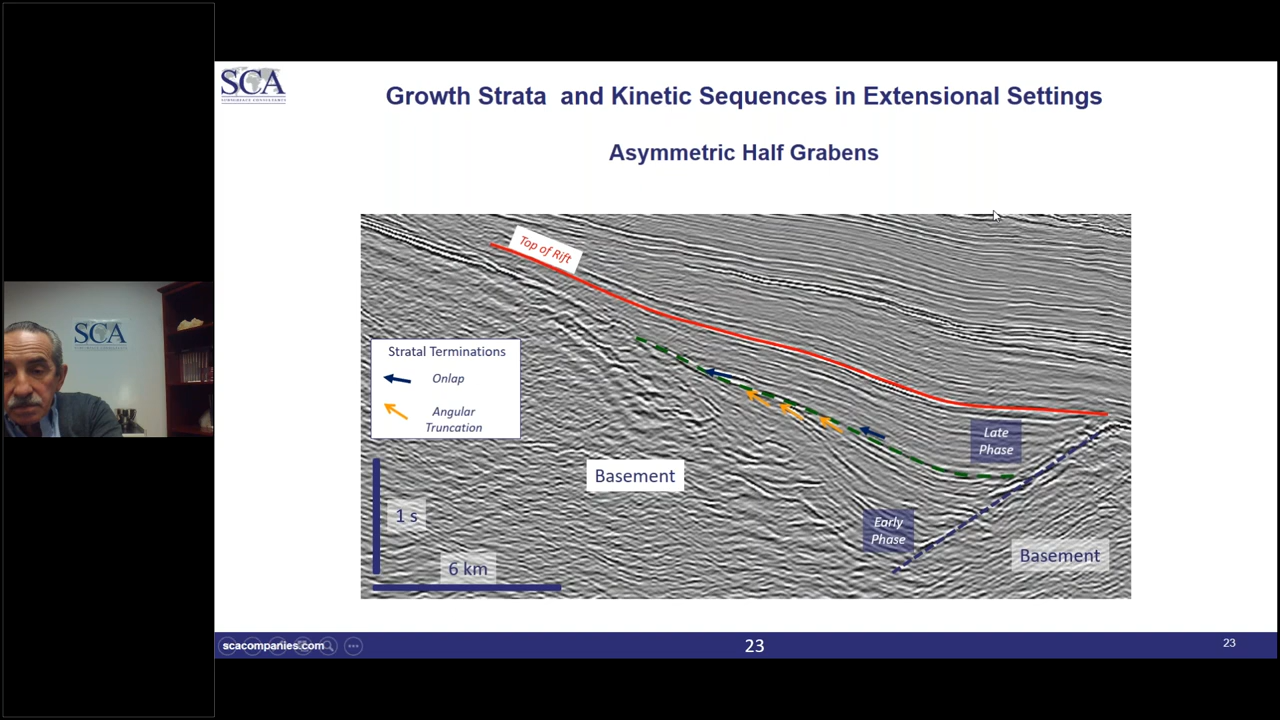 SCA
Growth Strata and Kinetic Sequences in Extensional Settings
Asymmetric Half Grabens
Top of Rift
Stratal Terminations
Onlap
Angular
Truncation
Late
Phase
Basement
Early
Phase
Basement
1 s
6 km
SCA
scacompanies.com
23
23